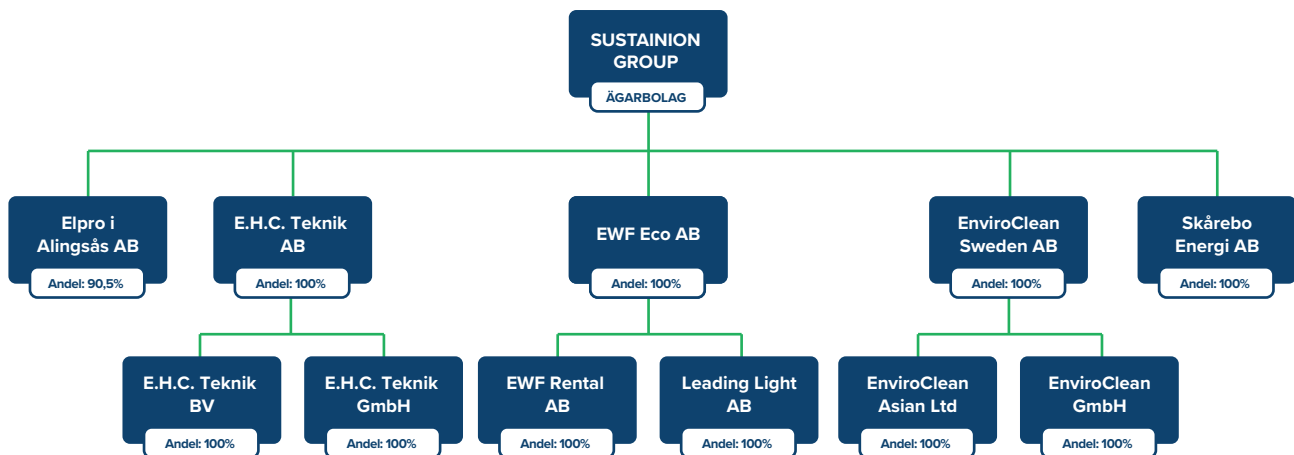 SUSTAINION
GROUP
ÄGARBOLAG
Elpro i
Alingsås AB
Andel: 90,5%
E.H.C. Teknik
AB
Andel: 100%
EWF Eco AB
Andel: 100%
EnviroClean
Sweden AB
Andel: 100%
Skårebo
Energi AB
Andel: 100%
E.H.C. Teknik
BV
Andel: 100%
E.H.C. Teknik
GmbH
Andel: 100%
EWF Rental
AB
Andel: 100%
Leading Light
AB
Andel: 100%
EnviroClean
Asian Ltd
Andel: 100%
EnviroClean
GmbH
Andel: 100%